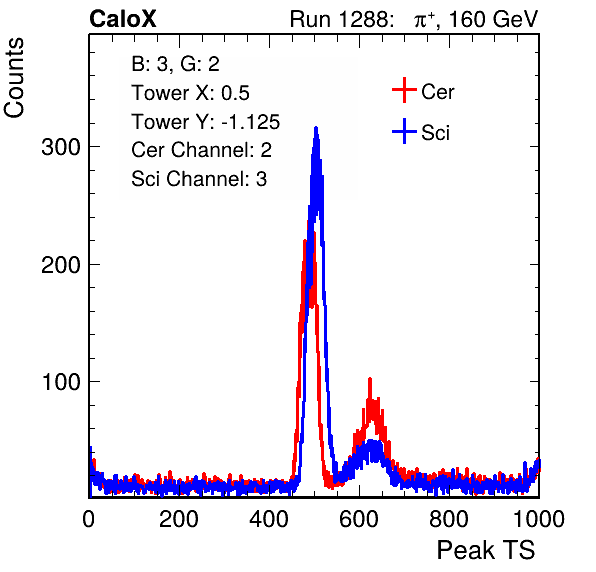 CaloX Run 1288: π⁺, 160 GeV
Counts
B: 3, G: 2
Tower X: 0.5
Tower Y: -1.125
Cer Channel: 2
Sci Channel: 3
Cer
Sci
300
200
100
0 200 400 600 800 1000
Peak TS